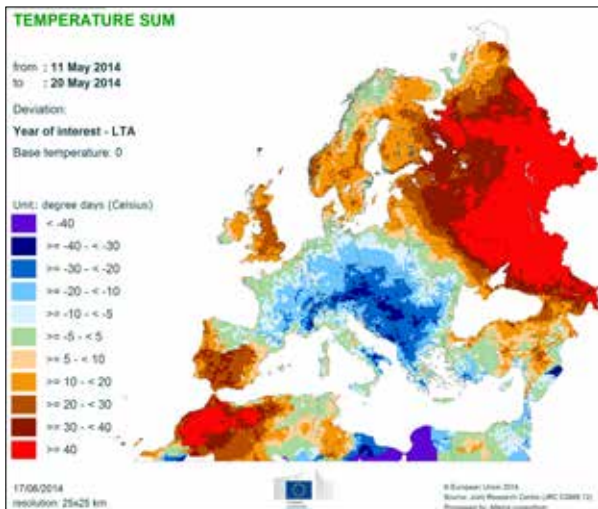 TEMPERATURE SUM
from : 11 May 2014
to : 20 May 2014
Deviation:
Year of interest - LTA
Base temperature: 0
Unit: degree days (Celsius)
< -40
>= -40 - < -30
>= -30 - < -20
>= -20 - < -10
>= -10 - < -5
>= -5 - < 5
>= 5 - < 10
>= 10 - < 20
>= 20 - < 30
>= 30 - < 40
>= 40
17/06/2014
resolution: 25x25 km
© European Union 2014
Source: Joint Research Centre
Processed by